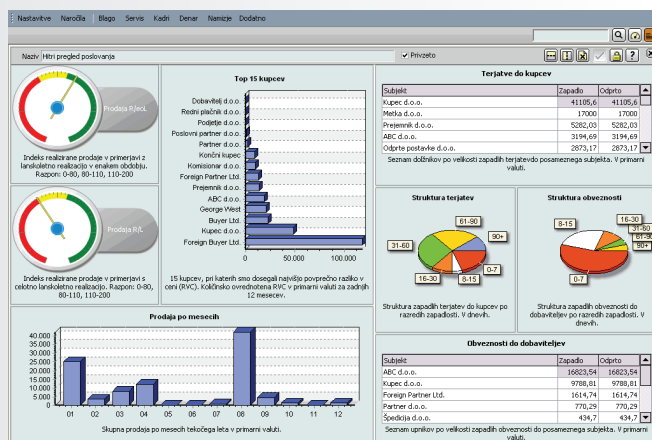 Nastavitve Naročila Blago Servis Kadri Denar Namizje Dodatno
Naziv Hitri pregled poslovanja Privzeto
Prodaja R/eoL
Indeks realizirane prodaje v primerjavi z
lanskoletno realizacijo v enakem obdobju.
Razpon: 0-80, 80-110, 110-200
Prodaja R/L
Indeks realizirane prodaje v primerjavi s
celotno lanskoletno realizacijo. Razpon: 0-80,
80-110, 110-200
Top 15 kupcev
Dobavitelj d.o.o.
Redni plačnik d.o.o.
Podjetje d.o.o.
Poslovni partner d.o.o.
Partner d.o.o.
Končni kupec
Komisionar d.o.o.
Foreign Partner Ltd.
Prejemnik d.o.o.
ABC d.o.o.
George West
Buyer Ltd.
Kupec d.o.o.
Foreign Buyer Ltd.
0 50.000 100.000
15 kupcev, pri katerih smo dosegali najvišjo povprečno razliko v
ceni (RVC). Količinsko ovrednotena RVC v primarni valuti za zadnjih
12 mesecev.
Terjatve do kupcev
Subjekt Zapadlo Odprto
Kupec d.o.o. 41105,6 41105,6
Metka d.o.o. 17000 17000
Prejemnik d.o.o. 5282,03 5282,03
ABC d.o.o. 3194,69 3194,69
Odprte postavke d.o.o. 2873,17 2873,17
Seznam dolžnikov po velikosti zapadlih terjatevdo posameznega subjekta. V primarni
valuti.
Struktura terjatev
61-90
90+
31-60
16-30
8-15
0-7
Struktura zapadlih terjatev do kupcev po
razredih zapadlosti. V dnevih.
Struktura obveznosti
8-15
16-30
31-60
61-90
90+
0-7
Struktura zapadlih obveznosti do
dobaviteljev po razredih zapadlosti. V
dnevih.
Prodaja po mesecih
40.000
35.000
30.000
25.000
20.000
15.000
10.000
5.000
0
01 02 03 04 05 06 07 08 09 10 11 12
Skupna prodaja po mesecih tekočega leta v primarni valuti.
Obveznosti do dobaviteljev
Subjekt Zapadlo Odprto
ABC d.o.o. 16823,54 16823,54
Kupec d.o.o. 9788,81 9788,81
Foreign Partner Ltd. 1614,74 1614,74
Partner d.o.o. 770,29 770,29
Špedicija d.o.o. 434,7 434,7
Seznam upnikov po velikosti zapadlih obveznosti do posameznega subjekta. V primarni
valuti.